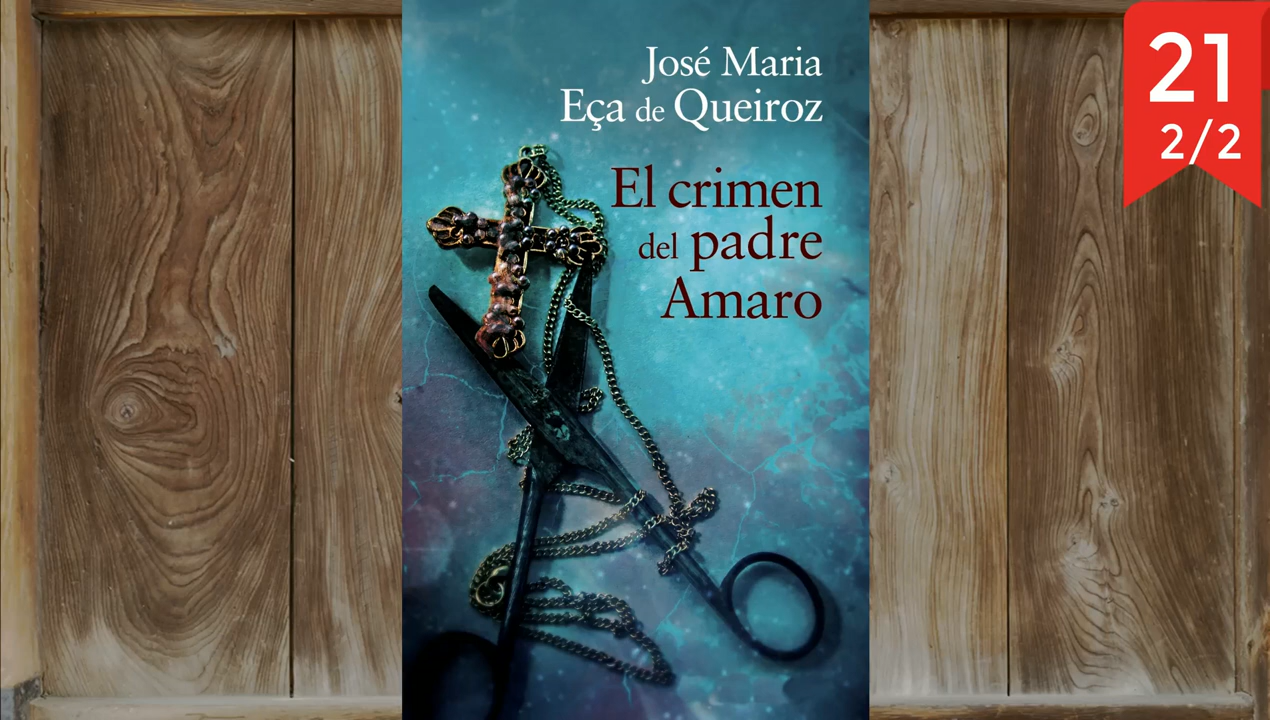 José Maria
Eça de Queiroz
El crimen
del padre
Amaro
21
2/2